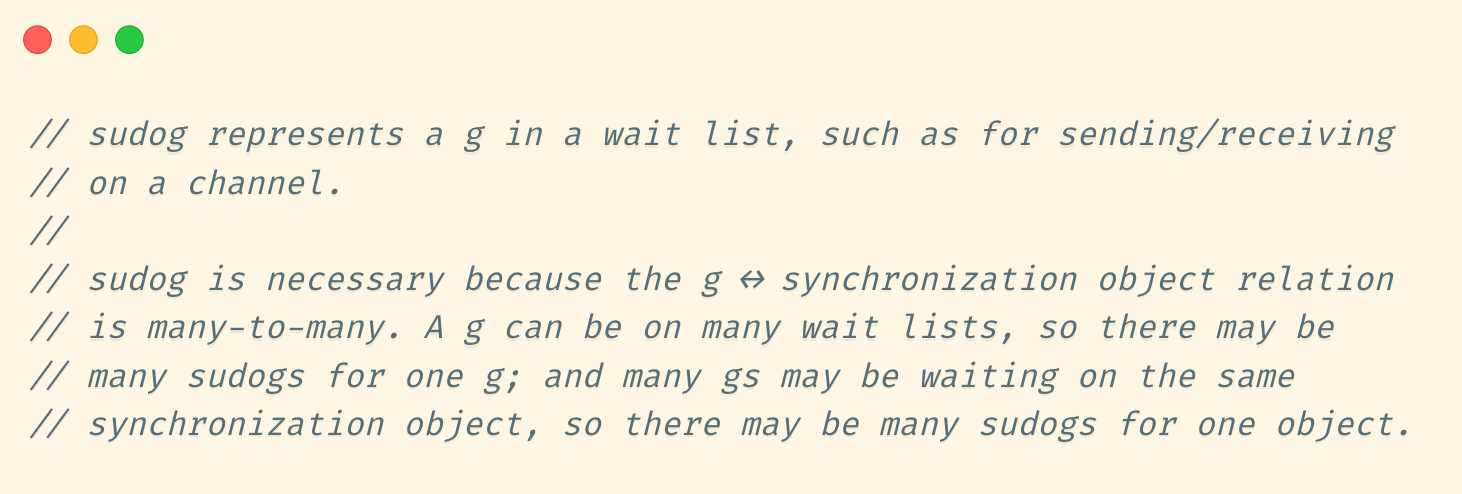 // sudog represents a g in a wait list, such as for sending/receiving
// on a channel.
//
// sudog is necessary because the g ↔ synchronization object relation
// is many-to-many. A g can be on many wait lists, so there may be
// many sudogs for one g; and many gs may be waiting on the same
// synchronization object, so there may be many sudogs for one object.